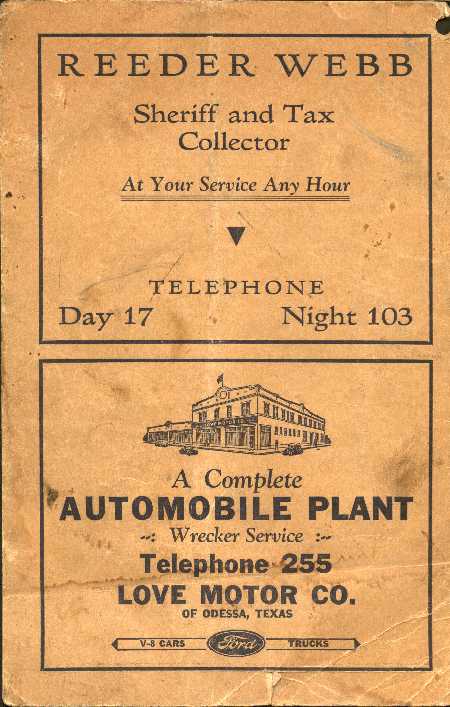 REEDER WEBB
Sheriff and Tax
Collector
At Your Service Any Hour
TELEPHONE
Day 17 Night 103
A Complete
AUTOMOBILE PLANT
--: Wrecker Service :--
Telephone 255
LOVE MOTOR CO.
OF ODESSA, TEXAS
V-8 CARS Ford TRUCKS